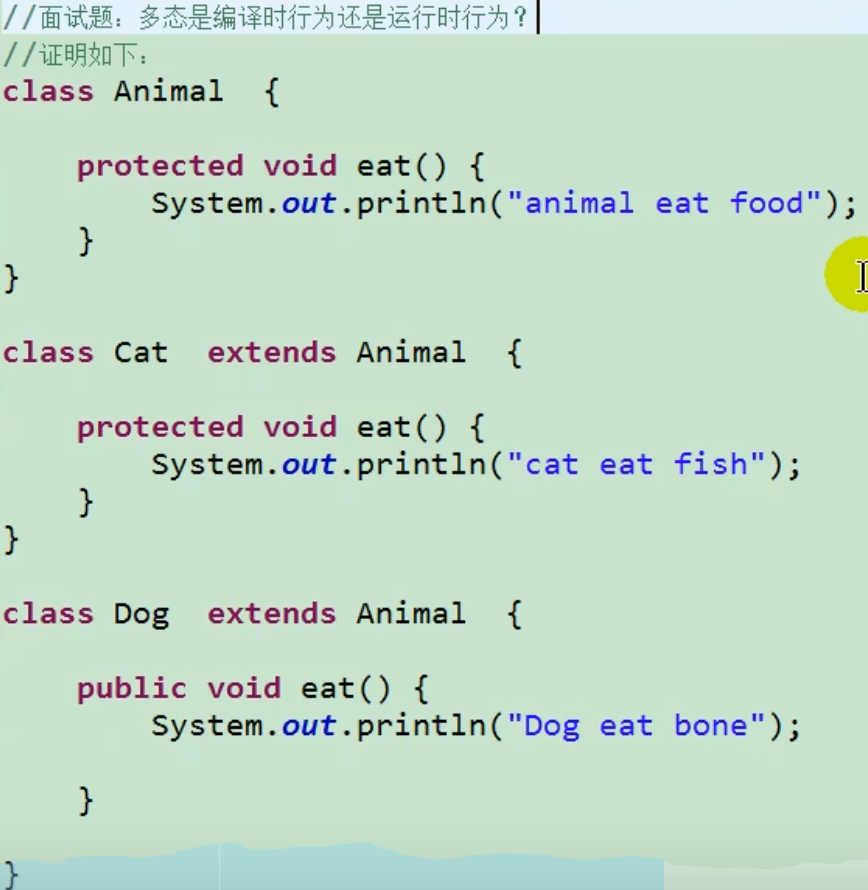 //面试题：多态是编译时行为还是运行时行为？
//证明如下：
class Animal  {
protected void eat() {
System.out.println("animal eat food");
}
}
class Cat  extends Animal  {
protected void eat() {
System.out.println("cat eat fish");
}
}
class Dog  extends Animal  {
public void eat() {
System.out.println("Dog eat bone");
}
}